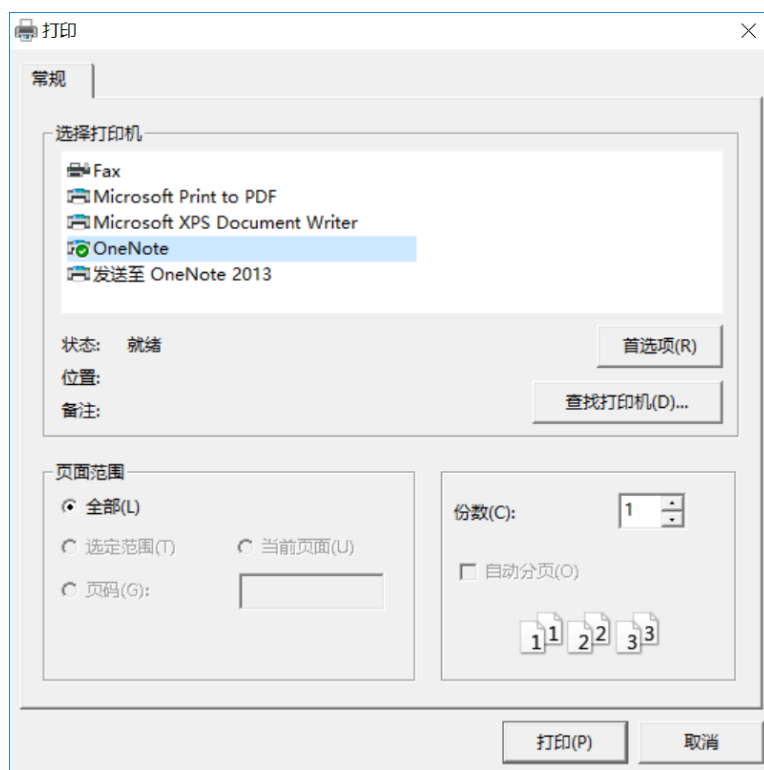 打印
常规
选择打印机
Fax
Microsoft Print to PDF
Microsoft XPS Document Writer
OneNote
发送至 OneNote 2013
状态: 就绪
首选项(R)
位置:
备注:
查找打印机(D)...
页面范围
全部(L)
选定范围(T) 当前页面(U)
页码(G):
份数(C): 1
自动分页(O)
1 1 2 2 3 3
打印(P) 取消